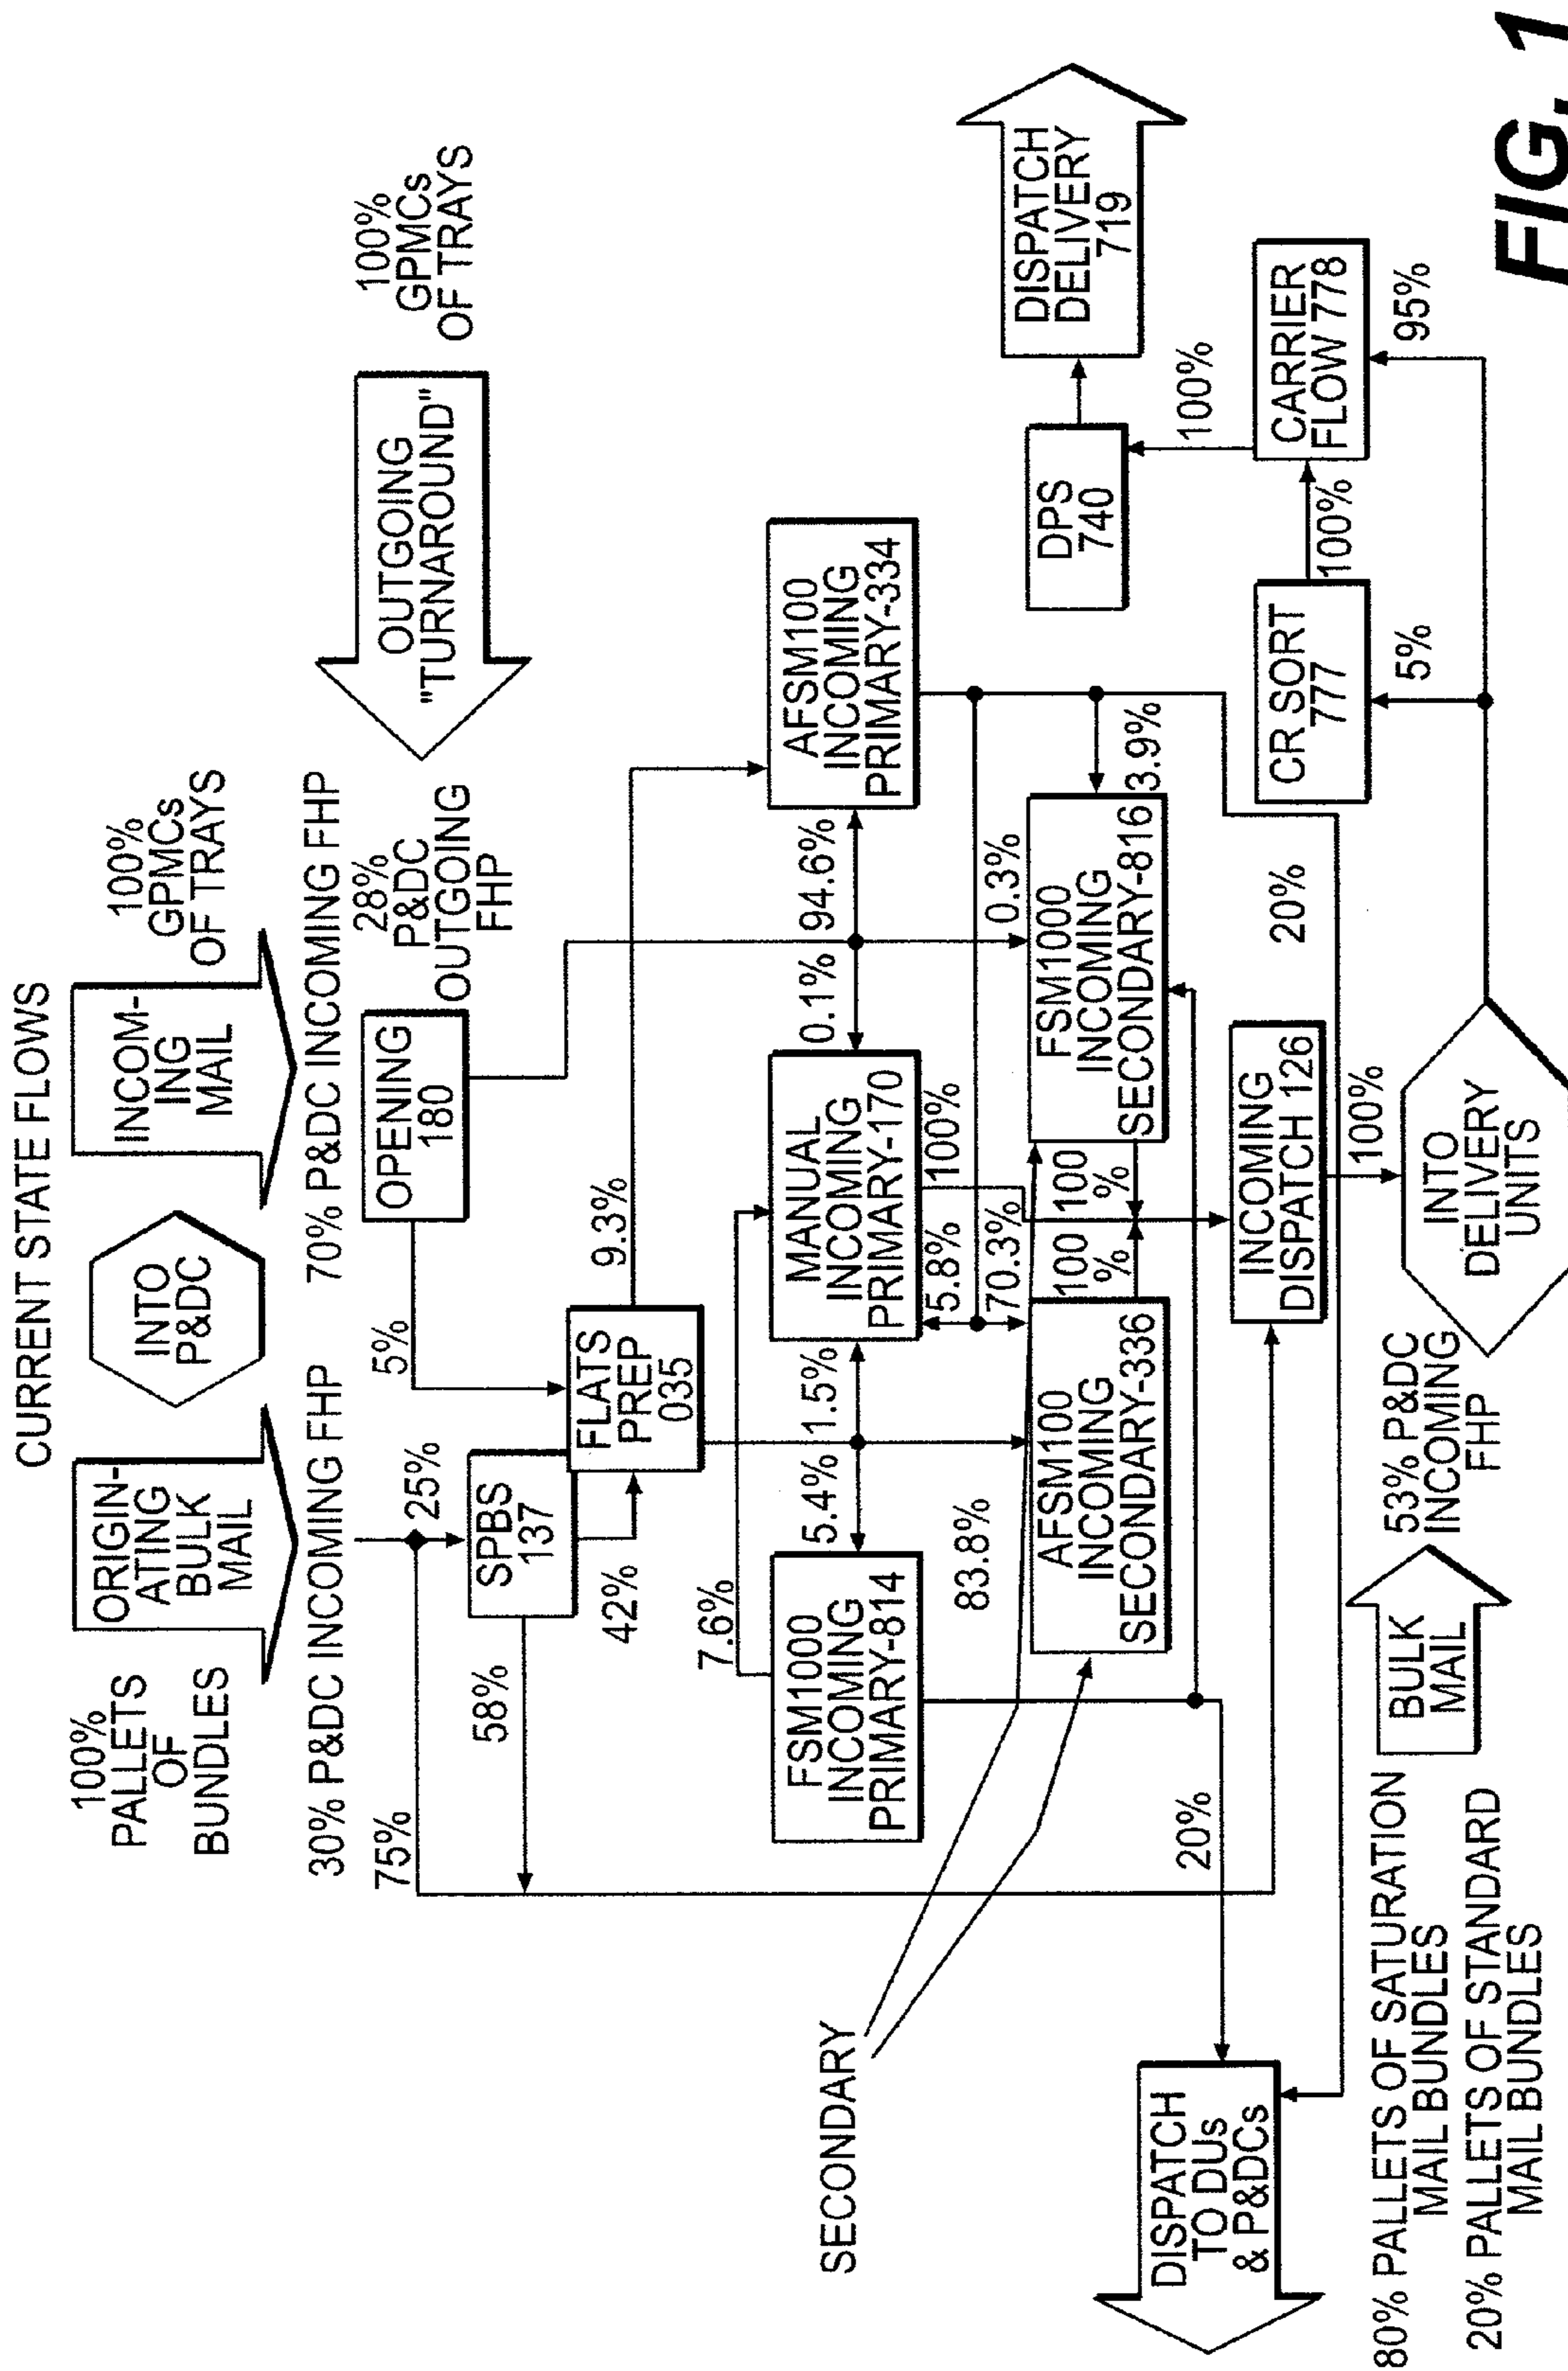 CURRENT STATE FLOWS
100%
PALLETS
OF
BUNDLES
ORIGIN-
ATING
BULK
MAIL
INTO
P&DC
INCOM-
ING
MAIL
100%
GPMCs
OF TRAYS
30% P&DC INCOMING FHP
70% P&DC INCOMING FHP
28%
P&DC
OUTGOING
FHP
OUTGOING
"TURNAROUND"
100%
GPMCs
OF TRAYS
75%
25%
5%
OPENING
180
SPBS
137
58%
42%
FLATS
PREP
035
9.3%
7.6%
FSM1000
INCOMING
PRIMARY-814
5.4%
1.5%
MANUAL
INCOMING
PRIMARY-170
0.1%
94.6%
AFSM100
INCOMING
PRIMARY-334
SECONDARY
83.8%
5.8%
100%
70.3%
0.3%
AFSM100
INCOMING
SECONDARY-336
100
%
100
%
FSM1000
INCOMING
SECONDARY-816
3.9%
DPS
740
DISPATCH
DELIVERY
719
DISPATCH
TO DUs
& P&DCs
20%
INCOMING
DISPATCH 126
20%
100%
CR SORT
777
100%
CARRIER
FLOW 778
100%
5%
95%
80% PALLETS OF SATURATION
MAIL BUNDLES
20% PALLETS OF STANDARD
MAIL BUNDLES
BULK
MAIL
53% P&DC
INCOMING
FHP
INTO
DELIVERY
UNITS
FIG. 1